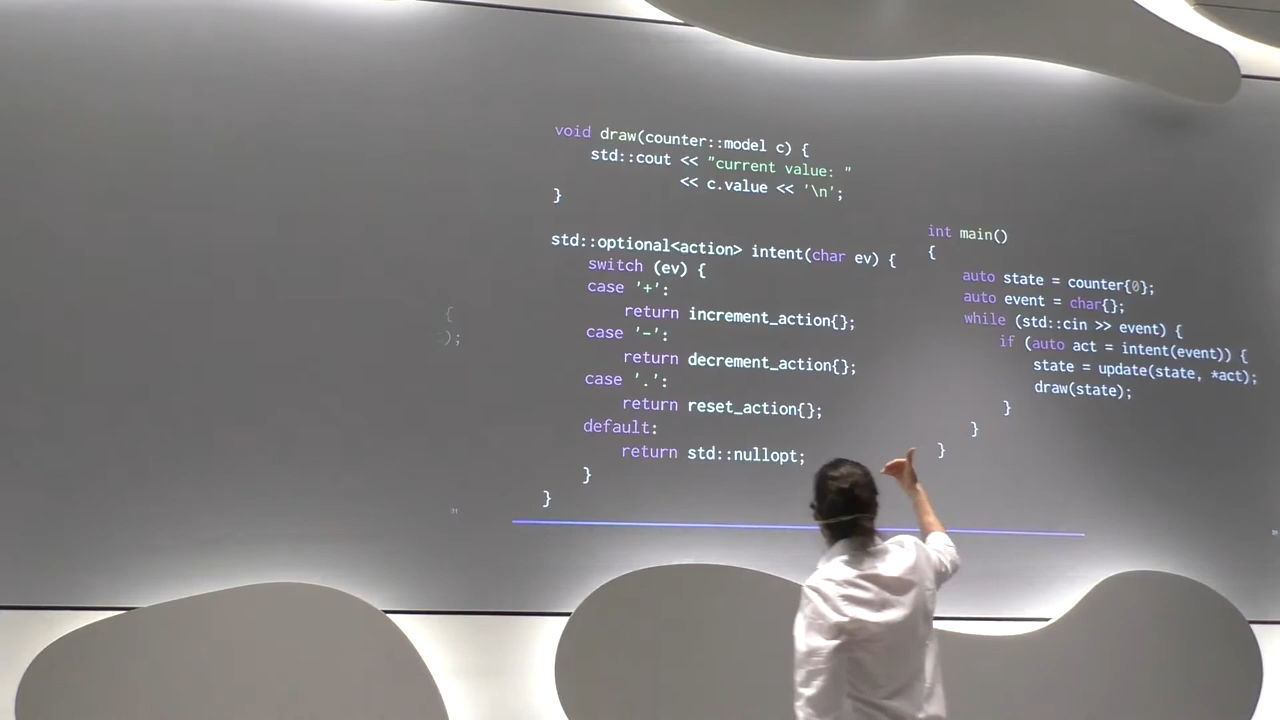 {
);
void draw(counter::model c) {
    std::cout << "current value: "
              << c.value << '\n';
}
std::optional<action> intent(char ev) {
    switch (ev) {
    case '+':
        return increment_action{};
    case '-':
        return decrement_action{};
    case '.':
        return reset_action{};
    default:
        return std::nullopt;
    }
}
int main()
{
    auto state = counter{0};
    auto event = char{};
    while (std::cin >> event) {
        if (auto act = intent(event)) {
            state = update(state, *act);
            draw(state);
        }
    }
}